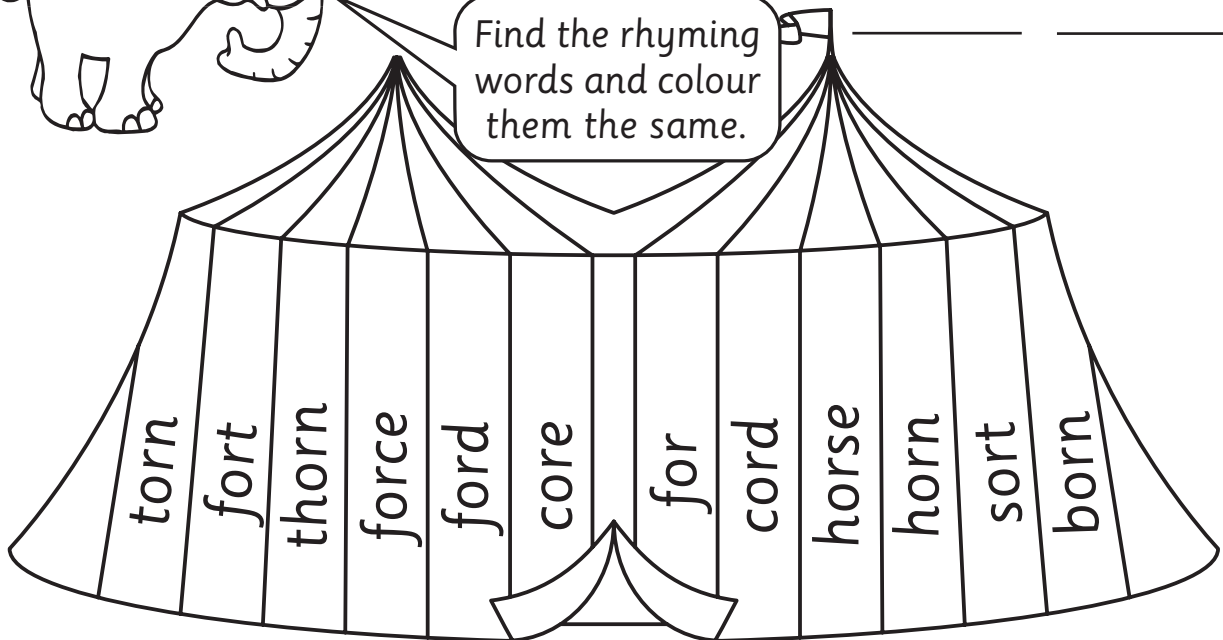 Find the rhyming
words and colour
them the same.
torn
fort
thorn
force
ford
core
for
cord
horse
horn
sort
born